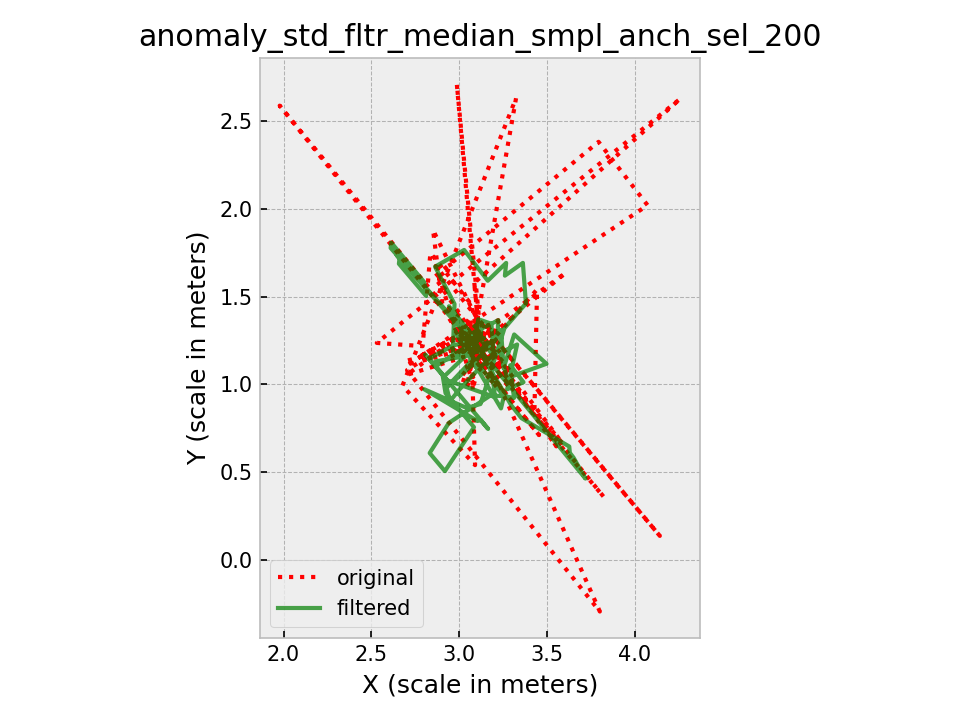 anomaly_std_fltr_median_smpl_anch_sel_200
Y (scale in meters)
2.5
2.0
1.5
1.0
0.5
0.0
original
filtered
2.0 2.5 3.0 3.5 4.0
X (scale in meters)